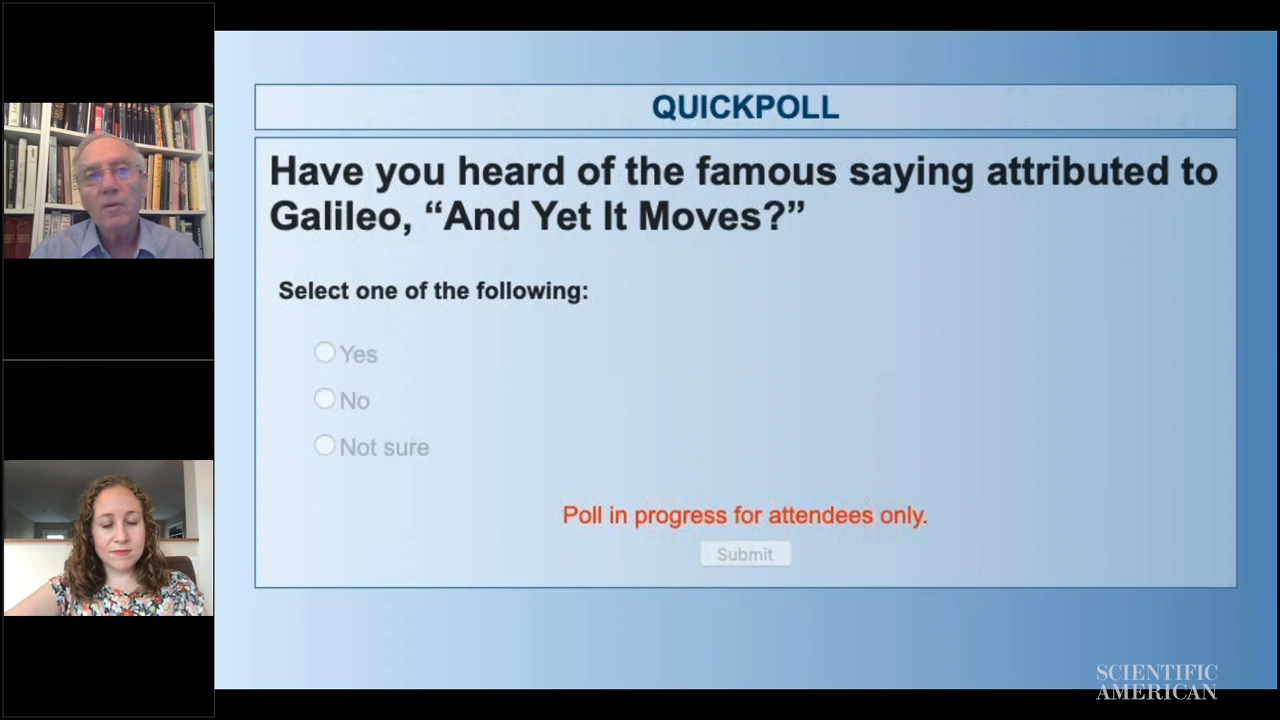 QUICKPOLL
Have you heard of the famous saying attributed to
Galileo, “And Yet It Moves?”
Select one of the following:
Yes
No
Not sure
Poll in progress for attendees only.
Submit
SCIENTIFIC
AMERICAN